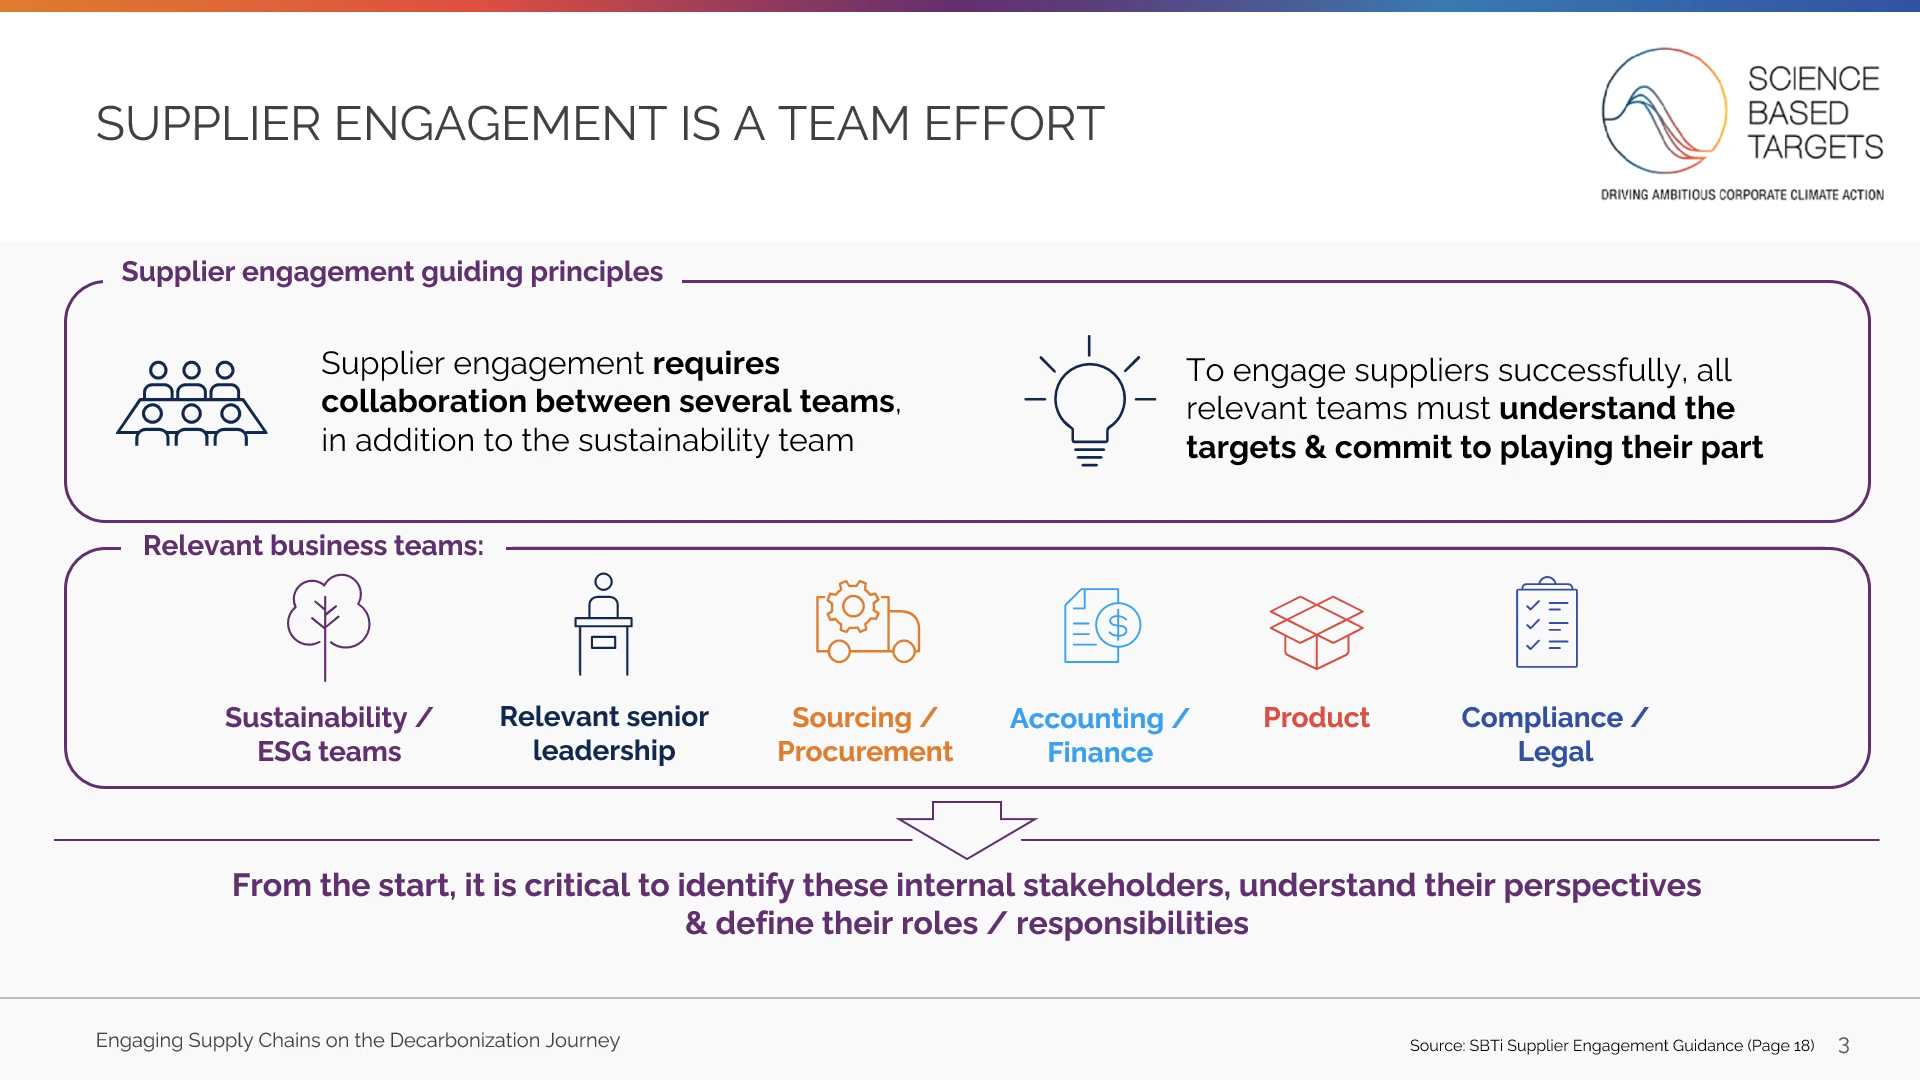 SUPPLIER ENGAGEMENT IS A TEAM EFFORT
SCIENCE
BASED
TARGETS
DRIVING AMBITIOUS CORPORATE CLIMATE ACTION
Supplier engagement guiding principles
Supplier engagement requires
collaboration between several teams,
in addition to the sustainability team
To engage suppliers successfully, all
relevant teams must understand the
targets & commit to playing their part
Relevant business teams:
Sustainability /
ESG teams
Relevant senior
leadership
Sourcing /
Procurement
$
Accounting /
Finance
Product
Compliance /
Legal
From the start, it is critical to identify these internal stakeholders, understand their perspectives
& define their roles / responsibilities
Engaging Supply Chains on the Decarbonization Journey
Source: SBTi Supplier Engagement Guidance (Page 18)
3